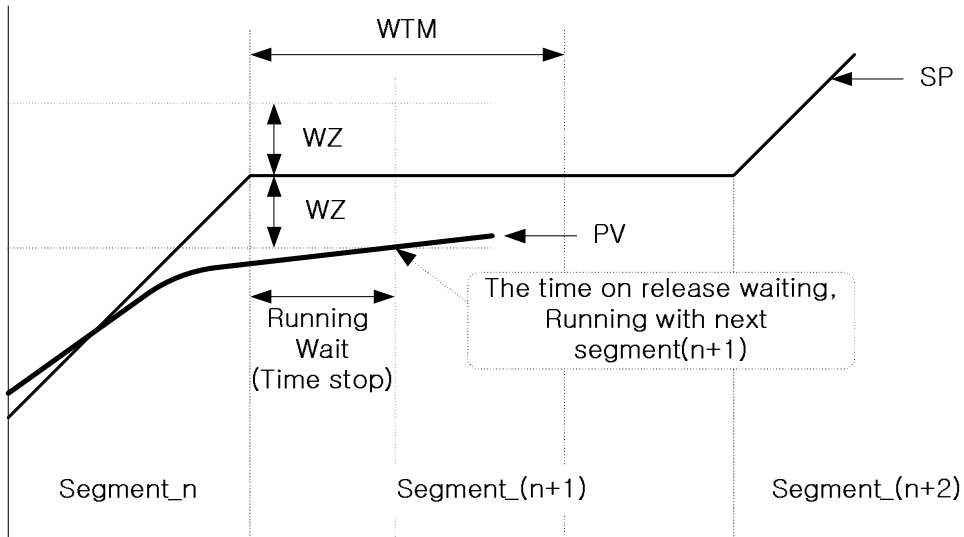 WTM
SP
WZ
WZ
PV
The time on release waiting,
Running with next
segment(n+1)
Running
Wait
(Time stop)
Segment_n
Segment_(n+1)
Segment_(n+2)